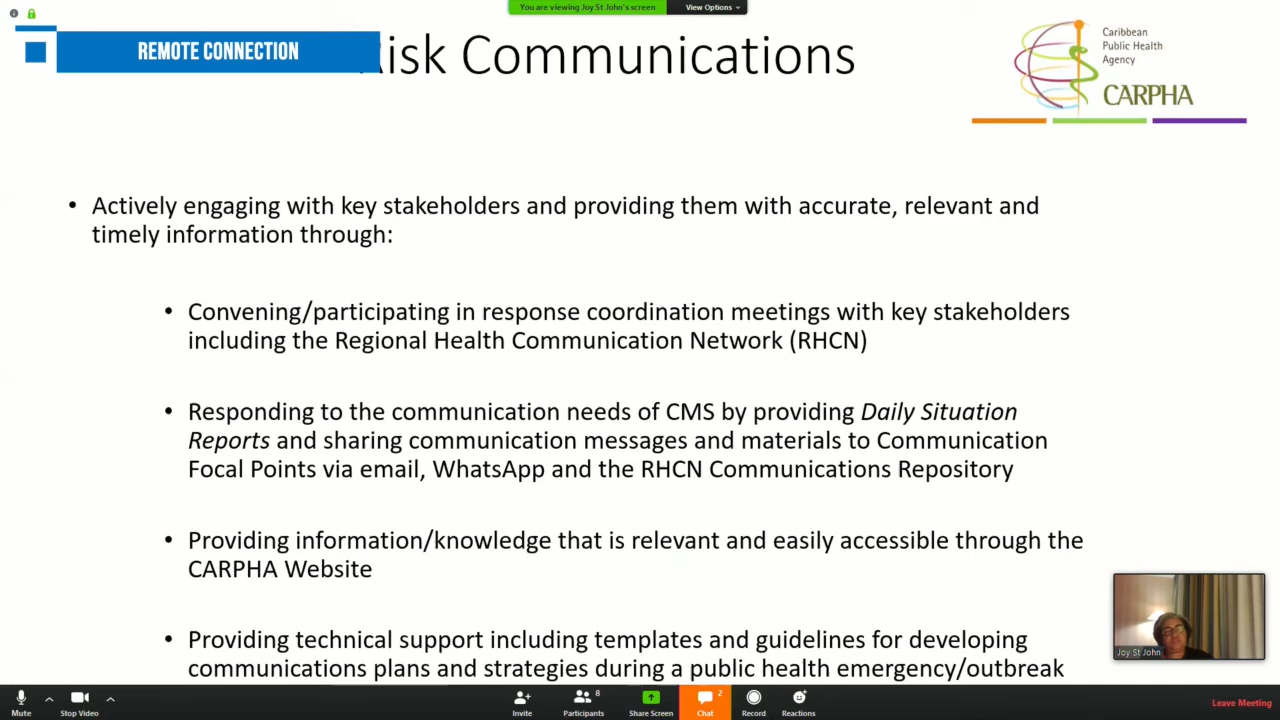 You are viewing Joy St John's screen
View Options
REMOTE CONNECTION
Risk Communications
Caribbean
Public Health
Agency
CARPHA
• Actively engaging with key stakeholders and providing them with accurate, relevant and
timely information through:
• Convening/participating in response coordination meetings with key stakeholders
including the Regional Health Communication Network (RHCN)
• Responding to the communication needs of CMS by providing Daily Situation
Reports and sharing communication messages and materials to Communication
Focal Points via email, WhatsApp and the RHCN Communications Repository
• Providing information/knowledge that is relevant and easily accessible through the
CARPHA Website
• Providing technical support including templates and guidelines for developing
communications plans and strategies during a public health emergency/outbreak
Joy St John
Mute
Stop Video
Invite
Participants
8
Share Screen
Chat
2
Record
Reactions
Leave Meeting